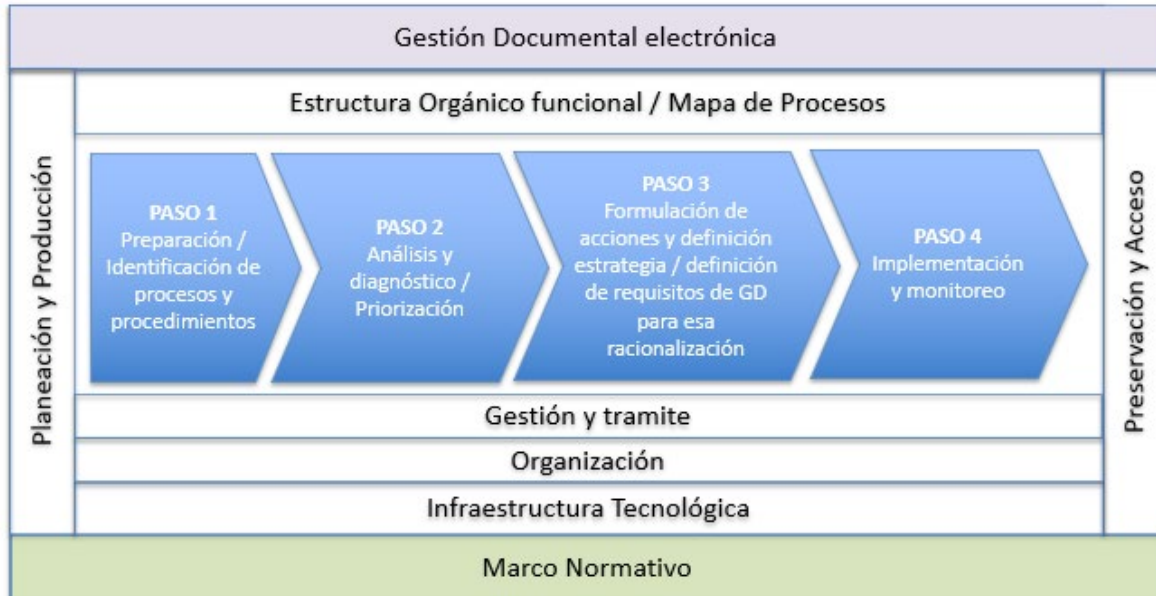 Gestión Documental electrónica
Estructura Orgánico funcional / Mapa de Procesos
Planeación y Producción
PASO 1
Preparación /
Identificación de
procesos y
procedimientos
PASO 2
Análisis y
diagnóstico /
Priorización
PASO 3
Formulación de
acciones y definición
estrategia / definición
de requisitos de GD
para esa
racionalización
PASO 4
Implementación
y monitoreo
Preservación y Acceso
Gestión y tramite
Organización
Infraestructura Tecnológica
Marco Normativo